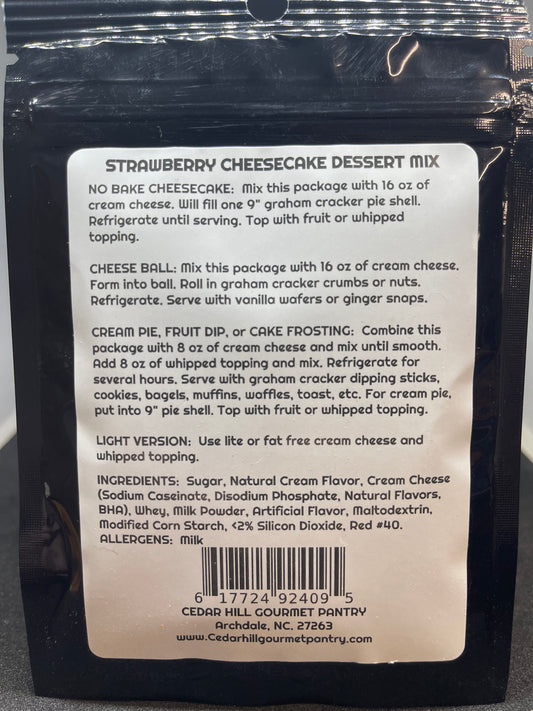 STRAWBERRY CHEESECAKE DESSERT MIX
NO BAKE CHEESECAKE: Mix this package with 16 oz of
cream cheese. Will fill one 9" graham cracker pie shell.
Refrigerate until serving. Top with fruit or whipped
topping.
CHEESE BALL: Mix this package with 16 oz of cream cheese.
Form into ball. Roll in graham cracker crumbs or nuts.
Refrigerate. Serve with vanilla wafers or ginger snaps.
CREAM PIE, FRUIT DIP, or CAKE FROSTING: Combine this
package with 8 oz of cream cheese and mix until smooth.
Add 8 oz of whipped topping and mix. Refrigerate for
several hours. Serve with graham cracker dipping sticks,
cookies, bagels, muffins, waffles, toast, etc. For cream pie,
put into 9" pie shell. Top with fruit or whipped topping.
LIGHT VERSION: Use lite or fat free cream cheese and
whipped topping.
INGREDIENTS: Sugar, Natural Cream Flavor, Cream Cheese
(Sodium Caseinate, Disodium Phosphate, Natural Flavors,
BHA), Whey, Milk Powder, Artificial Flavor, Maltodextrin,
Modified Corn Starch, <2% Silicon Dioxide, Red #40.
ALLERGENS: Milk
6 17724 92409 5
CEDAR HILL GOURMET PANTRY
Archdale, NC. 27263
www.Cedarhillgourmetpantry.com